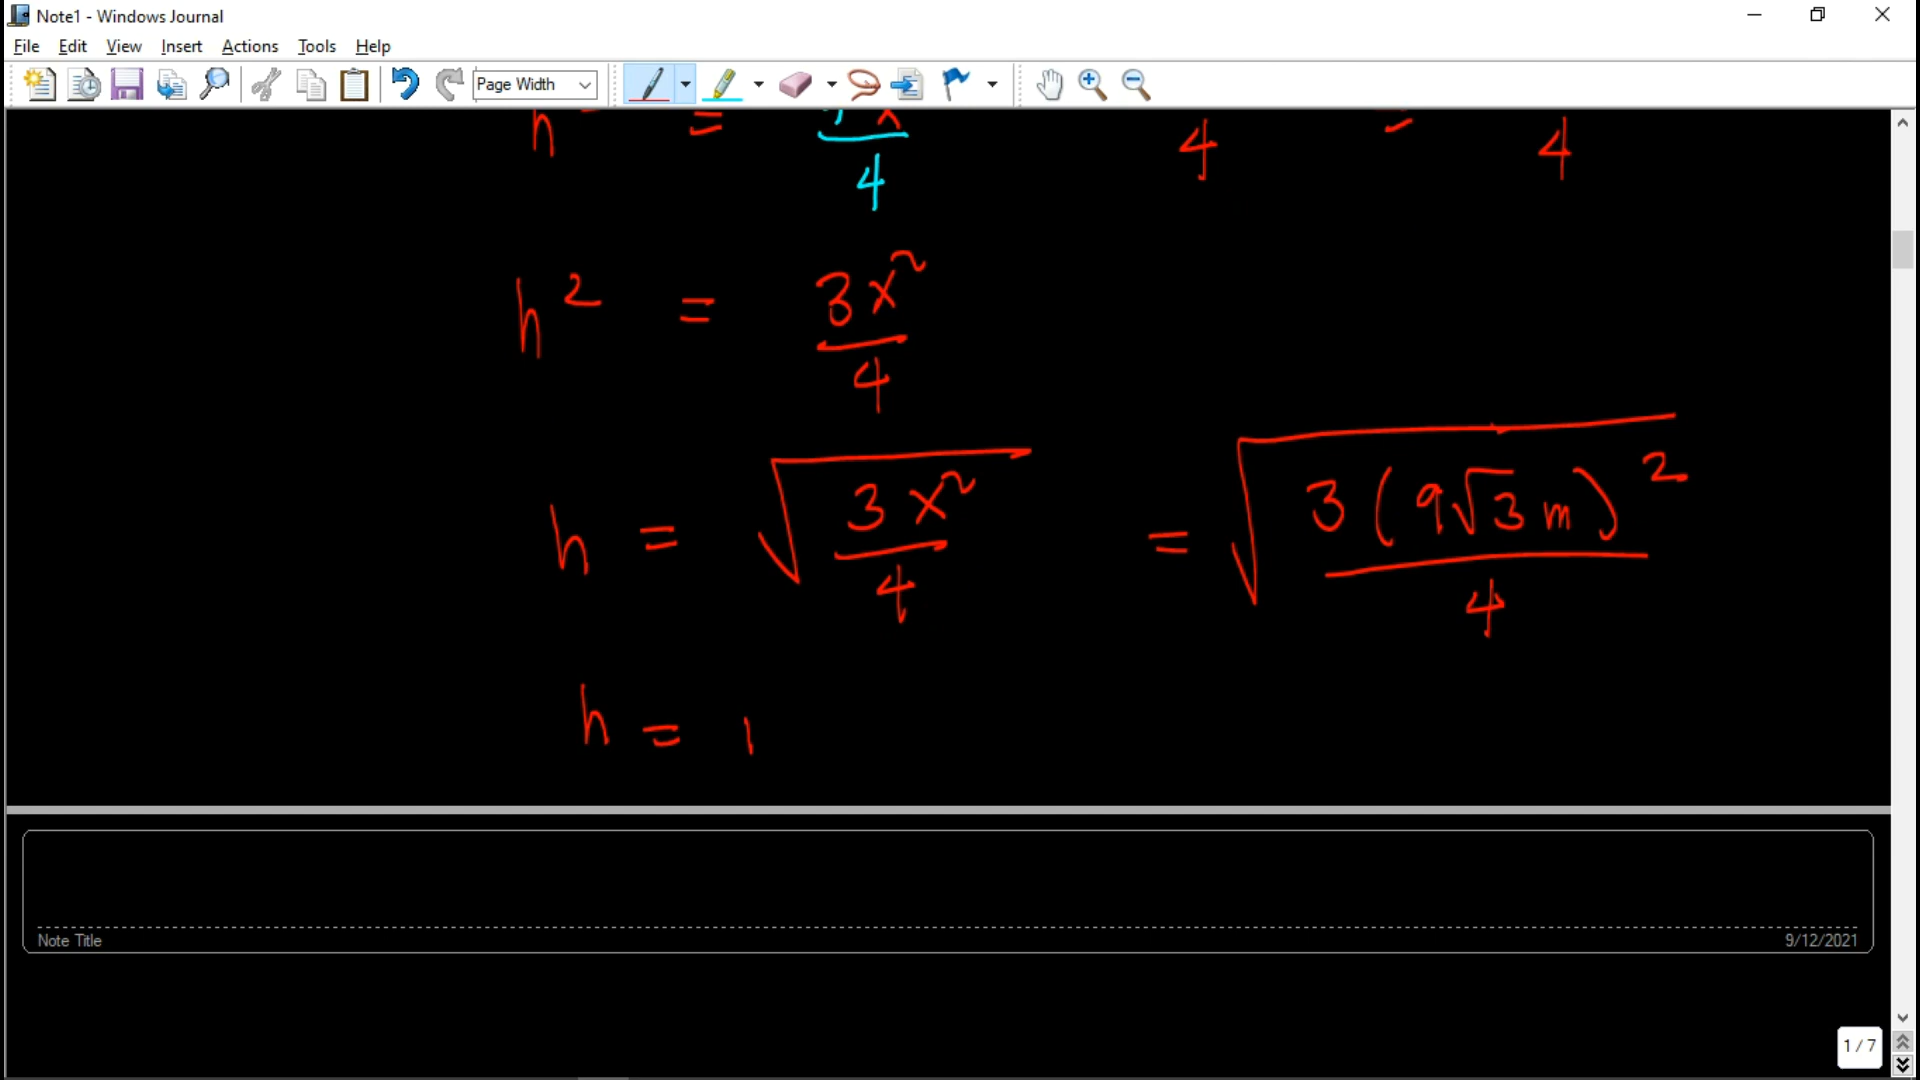 Note1 - Windows Journal
File Edit View Insert Actions Tools Help
Page Width
h = 4 4 = 4
h² = 3x²/4
h = √(3x²/4) = √(3(9√3m)²/4)
h = 1
Note Title 9/12/2021
1 / 7